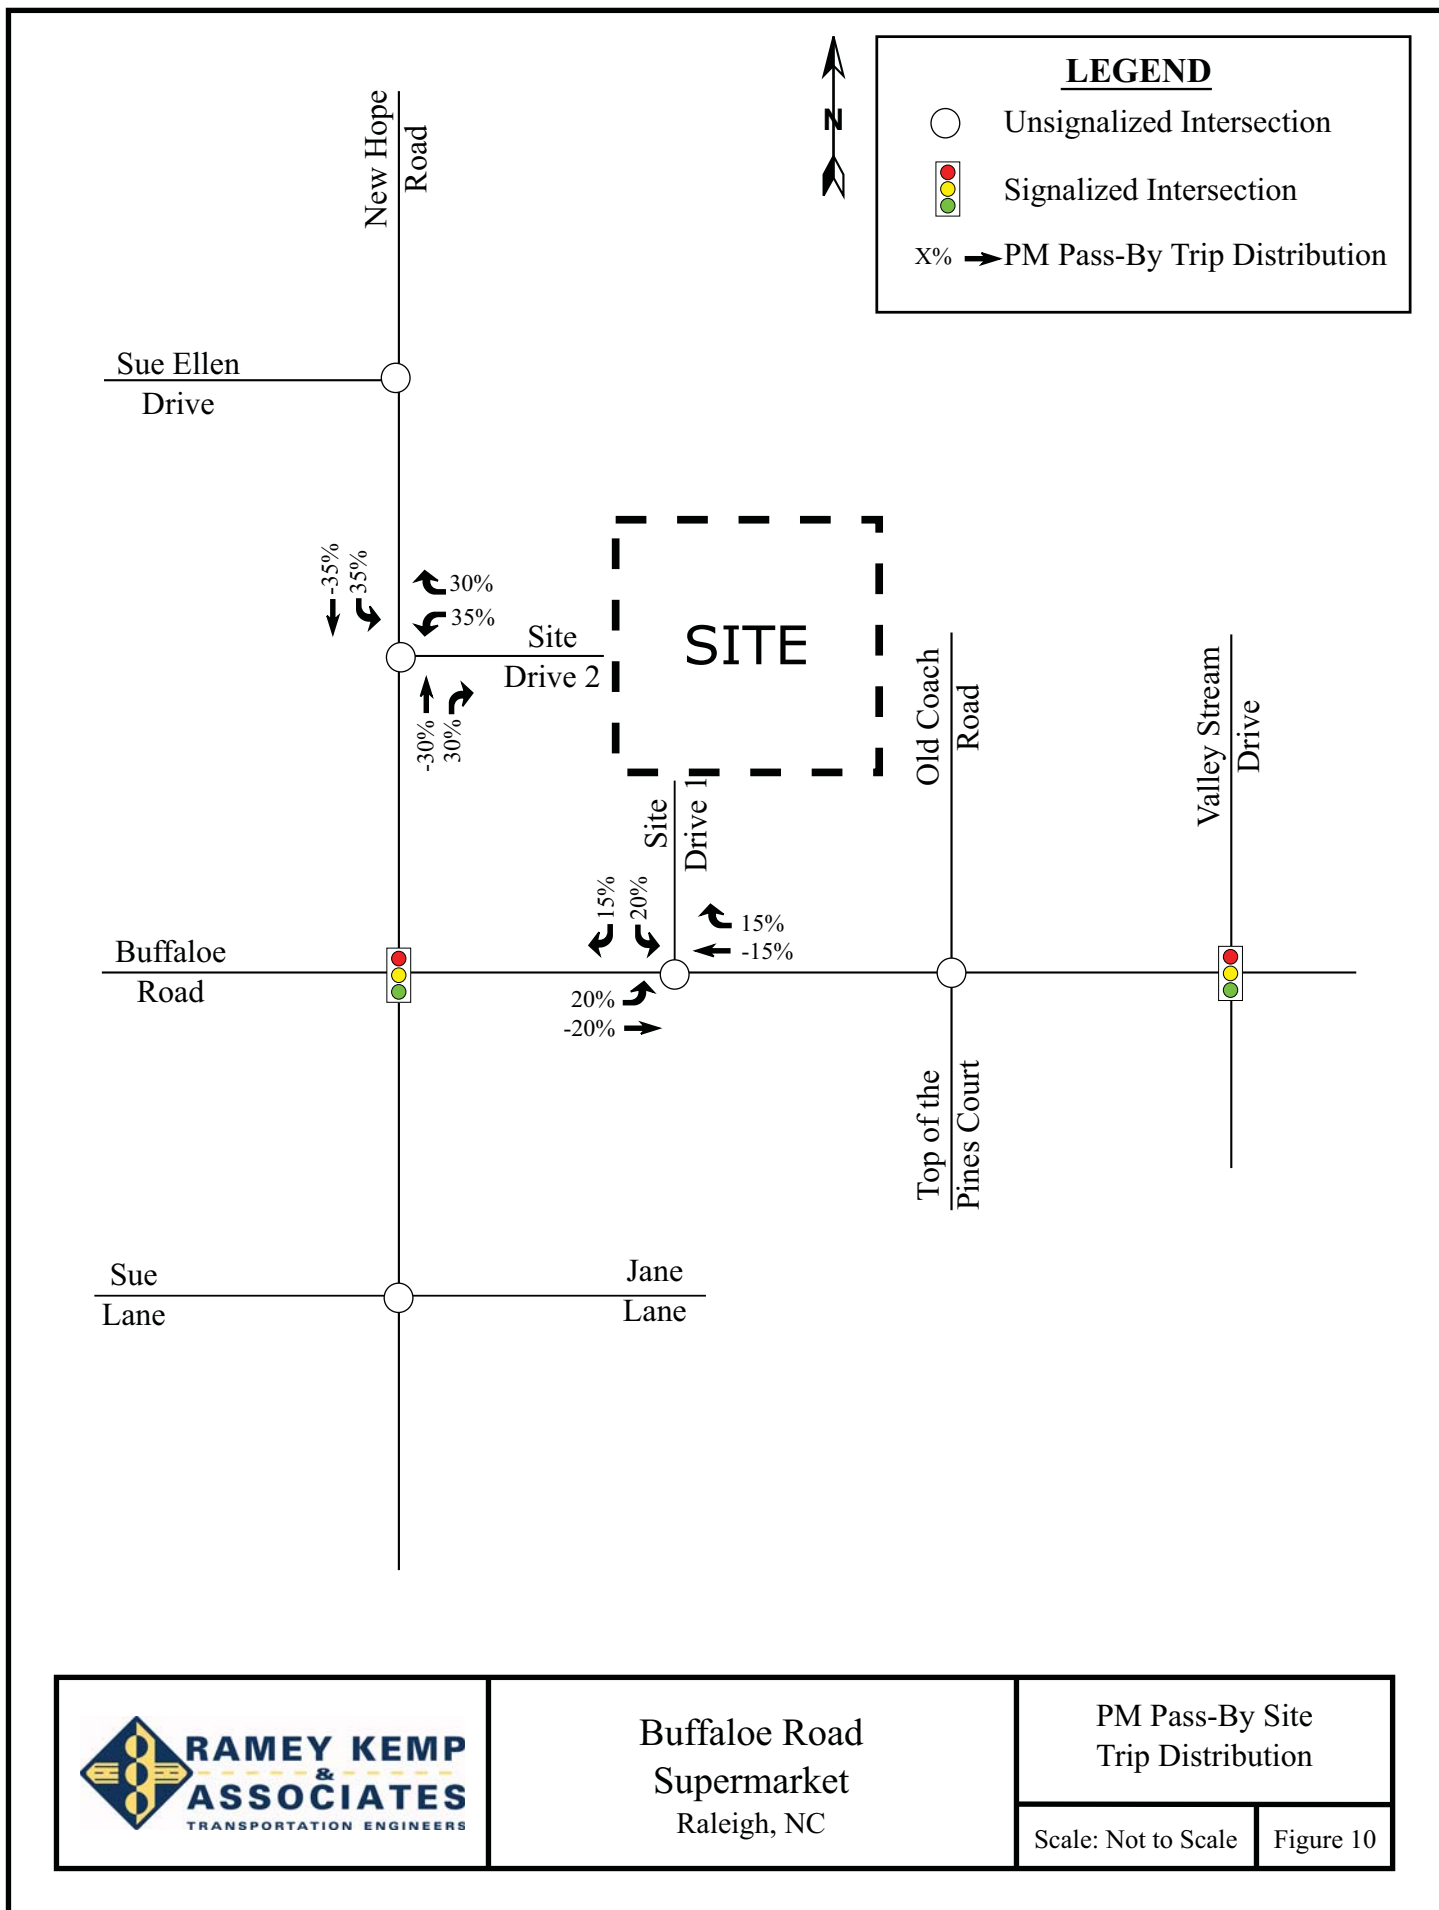 LEGEND
Unsignalized Intersection
Signalized Intersection
X% PM Pass-By Trip Distribution
N
New Hope
Road
Sue Ellen
Drive
-35%
35%
30%
35%
Site
Drive 2
-30%
30%
SITE
Old Coach
Road
Valley Stream
Drive
Site
Drive 1
15%
20%
15%
-15%
Buffaloe
Road
20%
-20%
Top of the
Pines Court
Sue
Lane
Jane
Lane
RAMEY KEMP
&
ASSOCIATES
TRANSPORTATION ENGINEERS
Buffaloe Road
Supermarket
Raleigh, NC
PM Pass-By Site
Trip Distribution
Scale: Not to Scale
Figure 10